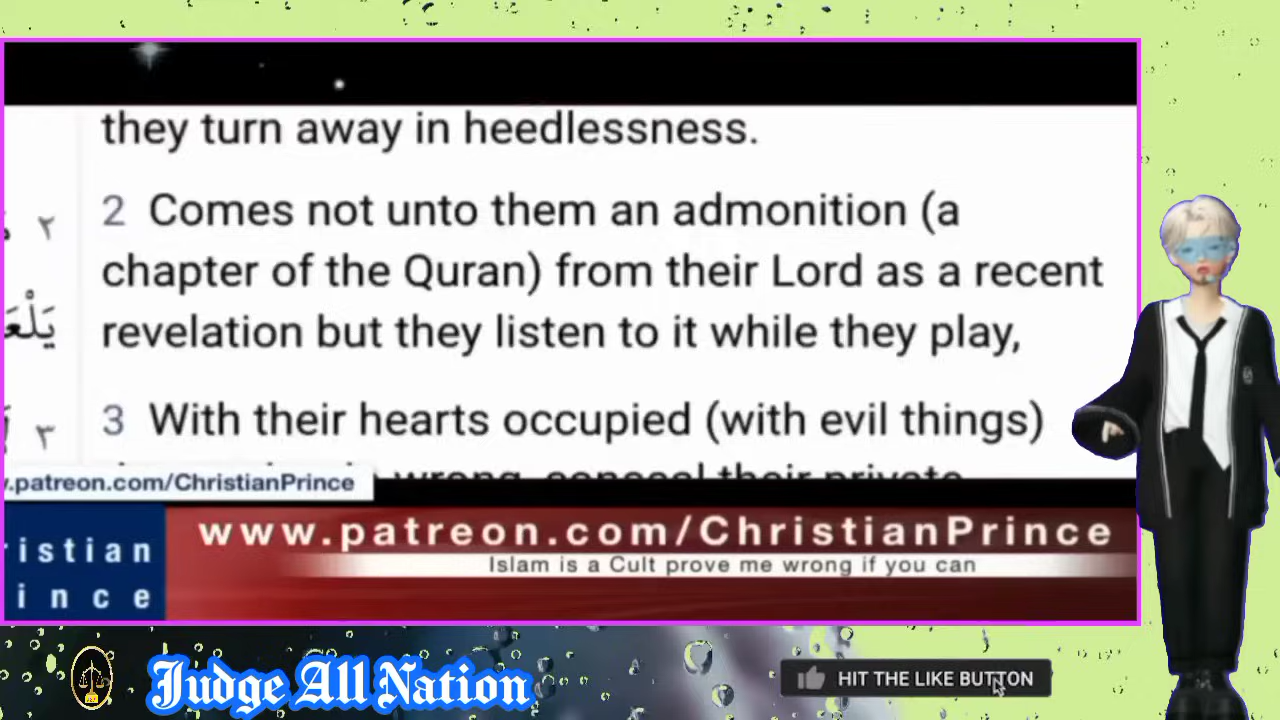 they turn away in heedlessness.
2 Comes not unto them an admonition (a
٢
chapter of the Quran) from their Lord as a recent
revelation but they listen to it while they play,
3 With their hearts occupied (with evil things)
٣
.patreon.com/ChristianPrince
www.patreon.com/ChristianPrince
Islam is a Cult prove me wrong if you can
ristian
ince
Judge All Nation
HIT THE LIKE BUTTON